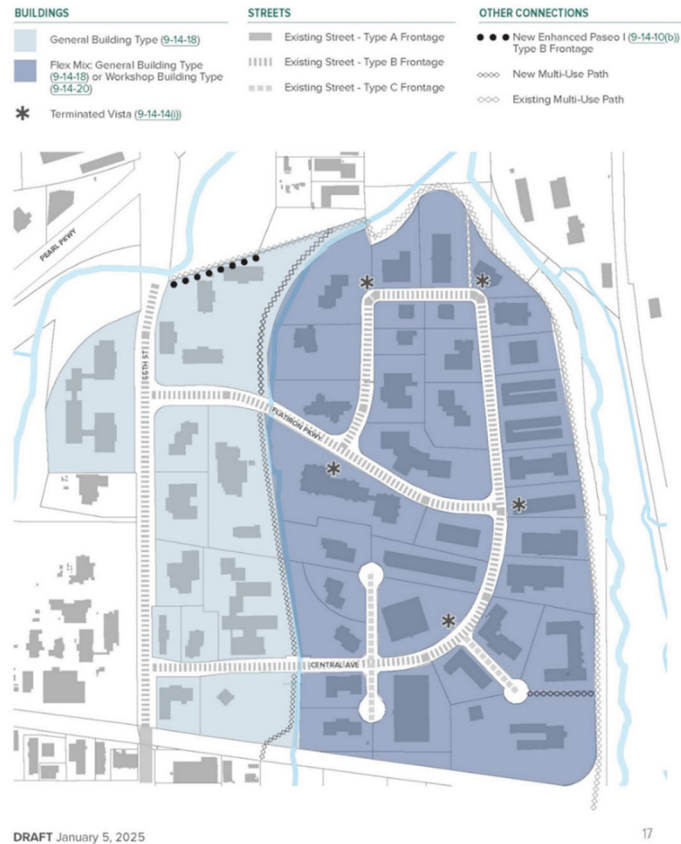 BUILDINGS
General Building Type (9-14-18)
Flex Mix: General Building Type
(9-14-18) or Workshop Building Type
(9-14-20)
Terminated Vista (9-14-14(i))
STREETS
Existing Street - Type A Frontage
Existing Street - Type B Frontage
Existing Street - Type C Frontage
OTHER CONNECTIONS
New Enhanced Paseo I (9-14-10(b))
Type B Frontage
New Multi-Use Path
Existing Multi-Use Path
PEARL PKWY
55TH ST
FLATIRON PKWY
CENTRAL AVE
DRAFT January 5, 2025
17